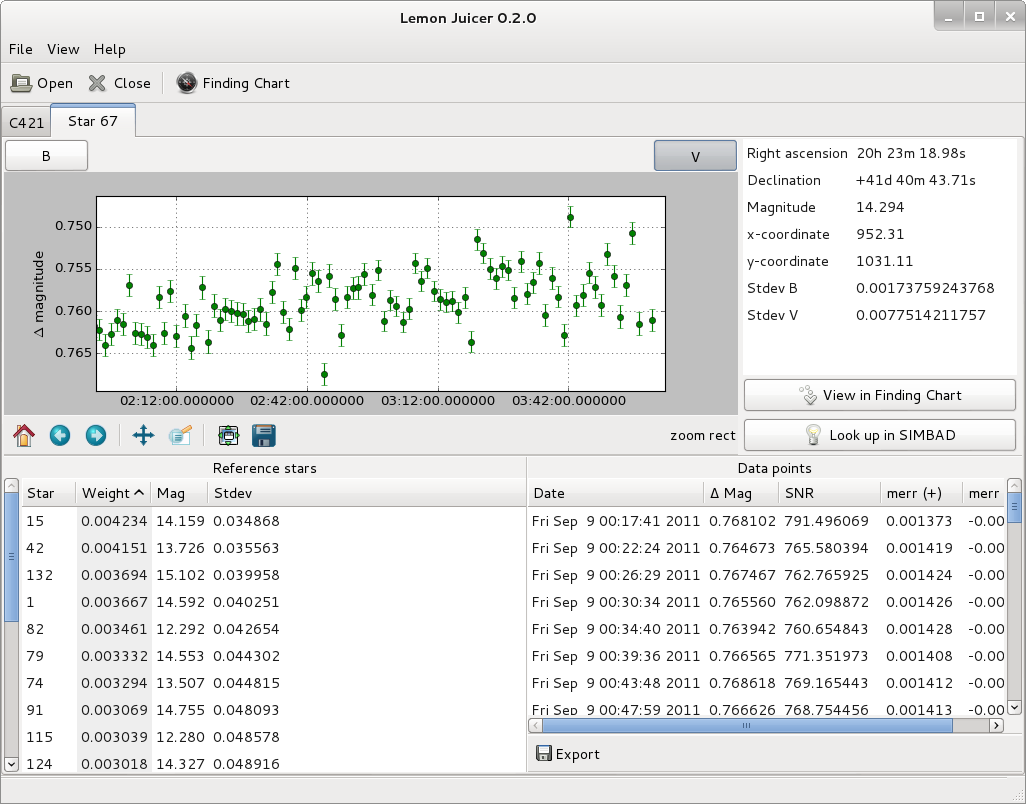 Lemon Juicer 0.2.0
File View Help
Open Close Finding Chart
C421 Star 67
B V
0.750
0.755
0.760
0.765
Δ magnitude
02:12:00.000000 02:42:00.000000 03:12:00.000000 03:42:00.000000
zoom rect
Right ascension 20h 23m 18.98s
Declination +41d 40m 43.71s
Magnitude 14.294
x-coordinate 952.31
y-coordinate 1031.11
Stdev B 0.00173759243768
Stdev V 0.0077514211757
View in Finding Chart
Look up in SIMBAD
Reference stars
Star Weight Mag Stdev
15 0.004234 14.159 0.034868
42 0.004151 13.726 0.035563
132 0.003694 15.102 0.039958
1 0.003667 14.592 0.040251
82 0.003461 12.292 0.042654
79 0.003332 14.553 0.044302
74 0.003294 13.507 0.044815
91 0.003069 14.755 0.048093
115 0.003039 12.280 0.048578
124 0.003018 14.327 0.048916
Data points
Date Δ Mag SNR merr (+) merr
Fri Sep 9 00:17:41 2011 0.768102 791.496069 0.001373 -0.00
Fri Sep 9 00:22:24 2011 0.764673 765.580394 0.001419 -0.00
Fri Sep 9 00:26:29 2011 0.767467 762.765925 0.001424 -0.00
Fri Sep 9 00:30:34 2011 0.765560 762.098872 0.001426 -0.00
Fri Sep 9 00:34:40 2011 0.763942 760.654843 0.001428 -0.00
Fri Sep 9 00:39:36 2011 0.766565 771.351973 0.001408 -0.00
Fri Sep 9 00:43:48 2011 0.768618 769.165443 0.001412 -0.00
Fri Sep 9 00:47:59 2011 0.766626 768.754456 0.001413 -0.00
Export